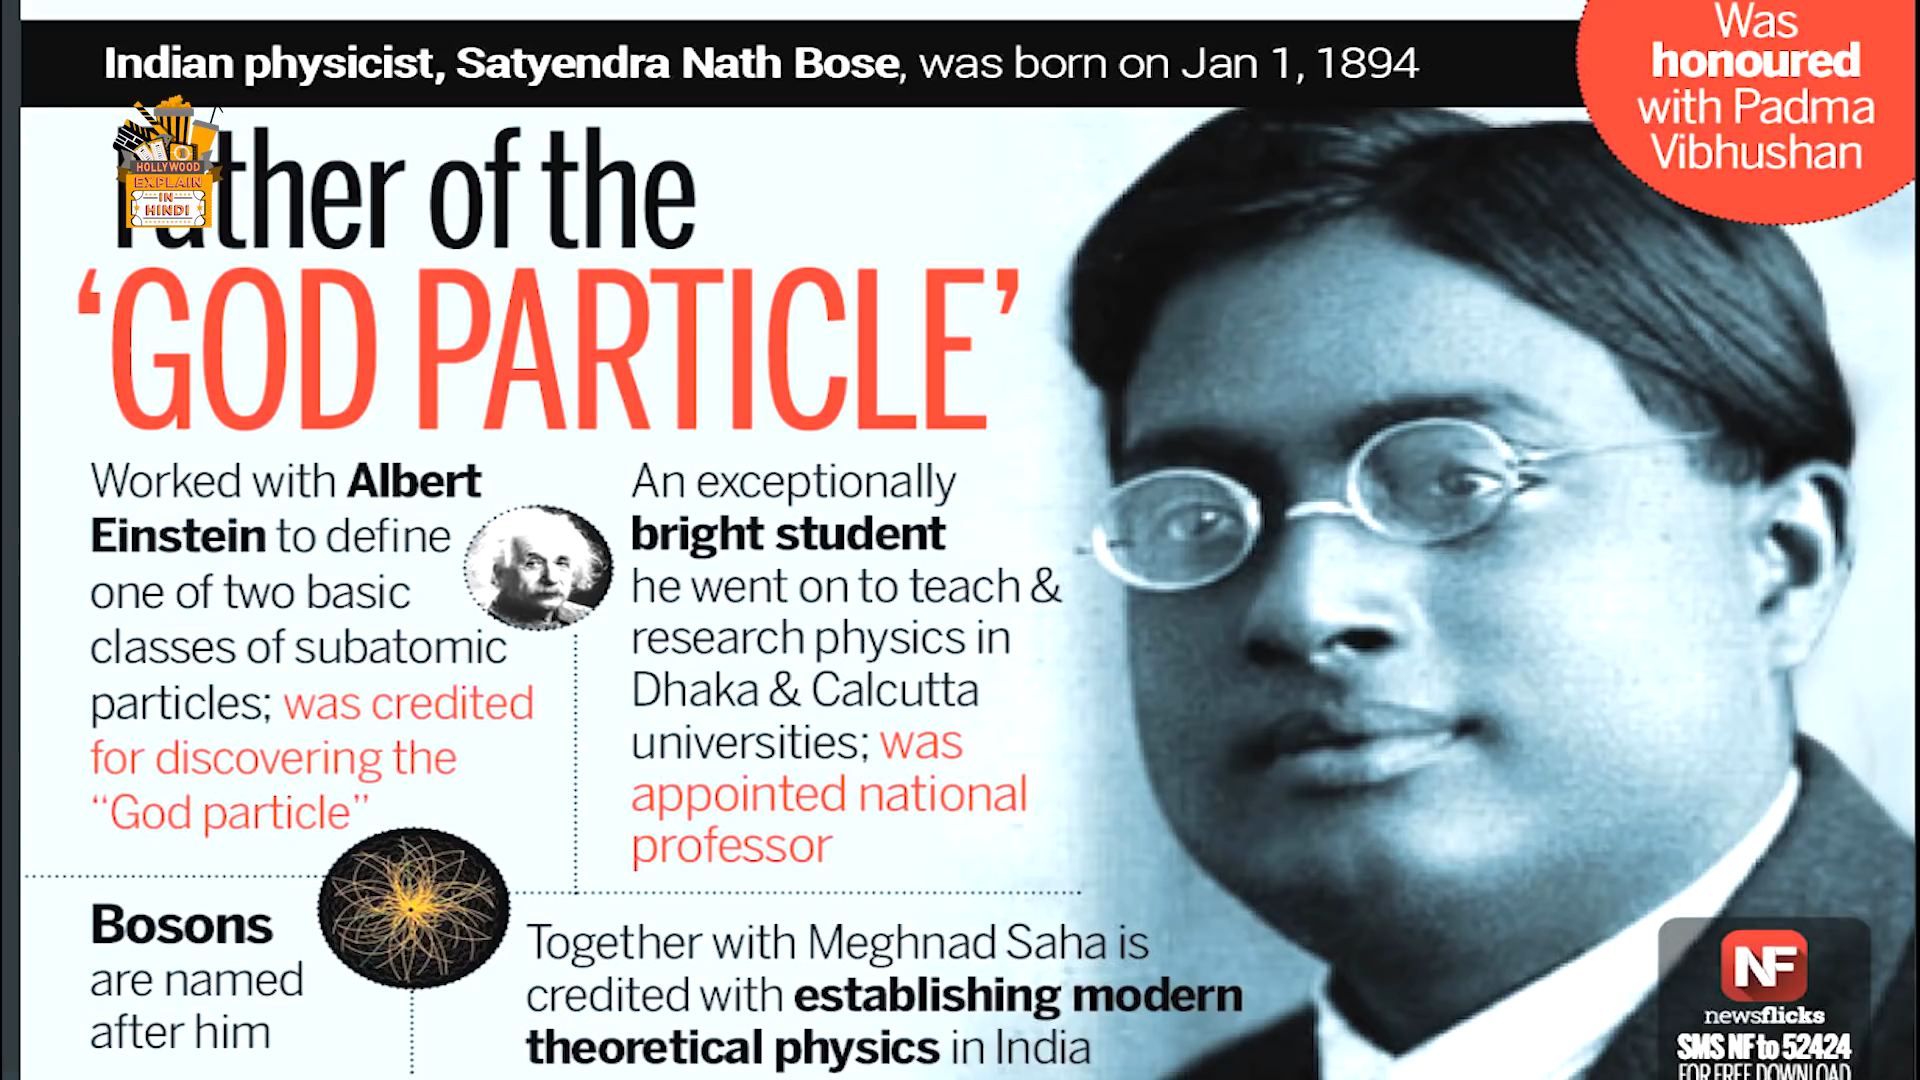 Indian physicist, Satyendra Nath Bose, was born on Jan 1, 1894
Was
honoured
with Padma
Vibhushan
HOLLYWOOD
EXPLAIN
IN
HINDI
Father of the
‘GOD PARTICLE’
Worked with Albert
Einstein to define
one of two basic
classes of subatomic
particles; was credited
for discovering the
“God particle”
An exceptionally
bright student
he went on to teach &
research physics in
Dhaka & Calcutta
universities; was
appointed national
professor
Bosons
are named
after him
Together with Meghnad Saha is
credited with establishing modern
theoretical physics in India
NF
newsflicks
SMS NF to 52424
FOR FREE DOWNLOAD